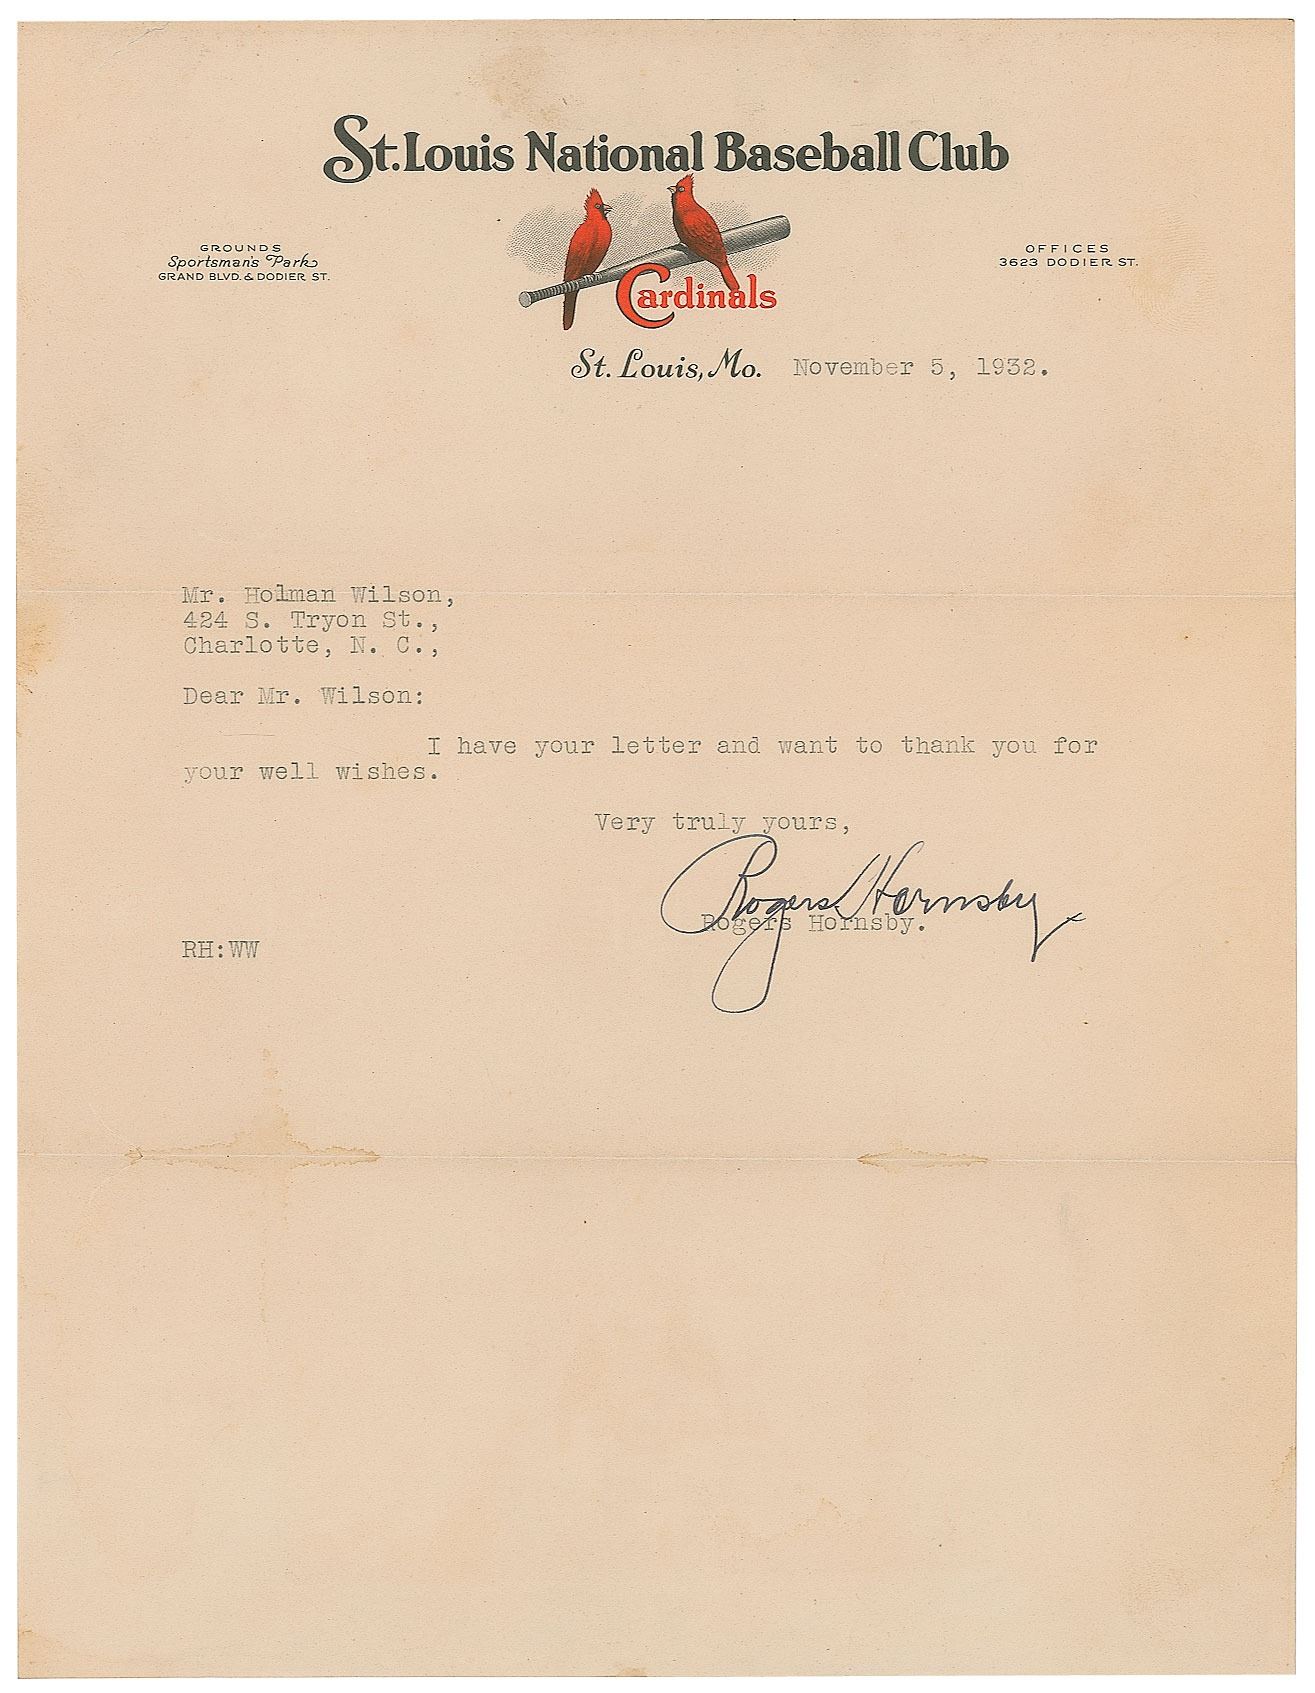 St. Louis National Baseball Club
GROUNDS
Sportsman's Park
GRAND BLVD. & DODIER ST.
Cardinals
OFFICES
3623 DODIER ST.
St. Louis, Mo. November 5, 1932.
Mr. Holman Wilson,
424 S. Tryon St.,
Charlotte, N. C.,
Dear Mr. Wilson:
I have your letter and want to thank you for
your well wishes.
Very truly yours,
Rogers Hornsby
Rogers Hornsby.
RH:WW